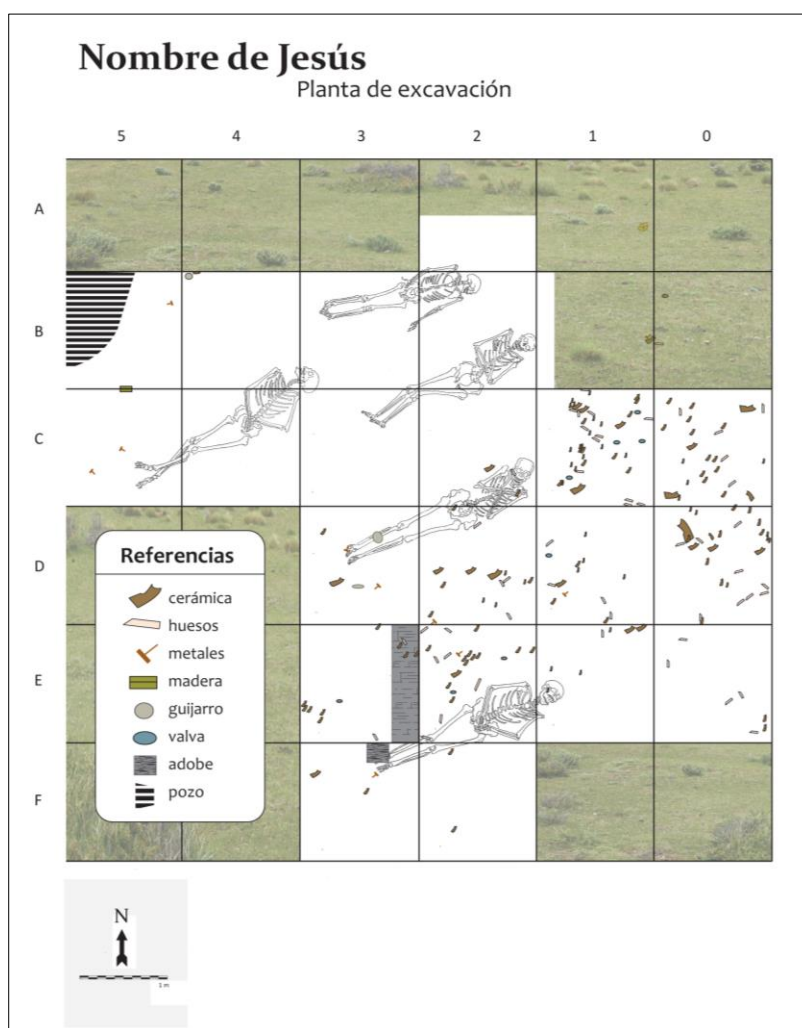 Nombre de Jesús
Planta de excavación
5 4 3 2 1 0
A
B
C
D
E
F
Referencias
cerámica
huesos
metales
madera
guijarro
valva
adobe
pozo
N
1 m